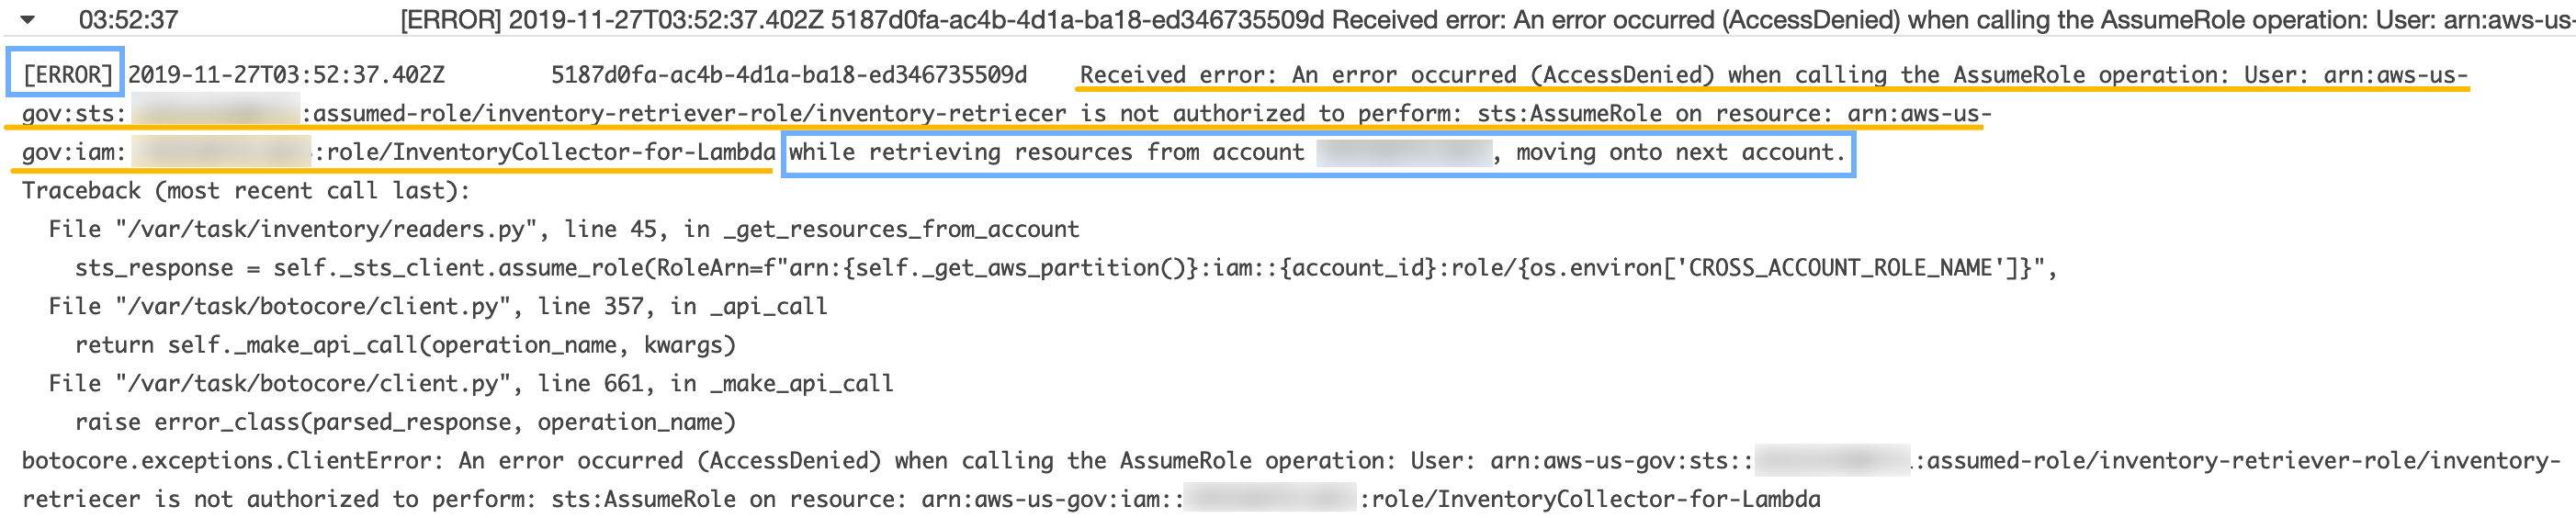 03:52:37 [ERROR] 2019-11-27T03:52:37.402Z 5187d0fa-ac4b-4d1a-ba18-ed346735509d Received error: An error occurred (AccessDenied) when calling the AssumeRole operation: User: arn:aws-us-
[ERROR] 2019-11-27T03:52:37.402Z 5187d0fa-ac4b-4d1a-ba18-ed346735509d Received error: An error occurred (AccessDenied) when calling the AssumeRole operation: User: arn:aws-us-
gov:sts: :assumed-role/inventory-retriever-role/inventory-retriecer is not authorized to perform: sts:AssumeRole on resource: arn:aws-us-
gov:iam: :role/InventoryCollector-for-Lambda while retrieving resources from account , moving onto next account.
Traceback (most recent call last):
File "/var/task/inventory/readers.py", line 45, in _get_resources_from_account
sts_response = self._sts_client.assume_role(RoleArn=f"arn:{self._get_aws_partition()}:iam::{account_id}:role/{os.environ['CROSS_ACCOUNT_ROLE_NAME']}",
File "/var/task/botocore/client.py", line 357, in _api_call
return self._make_api_call(operation_name, kwargs)
File "/var/task/botocore/client.py", line 661, in _make_api_call
raise error_class(parsed_response, operation_name)
botocore.exceptions.ClientError: An error occurred (AccessDenied) when calling the AssumeRole operation: User: arn:aws-us-gov:sts:: :assumed-role/inventory-retriever-role/inventory-
retriecer is not authorized to perform: sts:AssumeRole on resource: arn:aws-us-gov:iam:: :role/InventoryCollector-for-Lambda